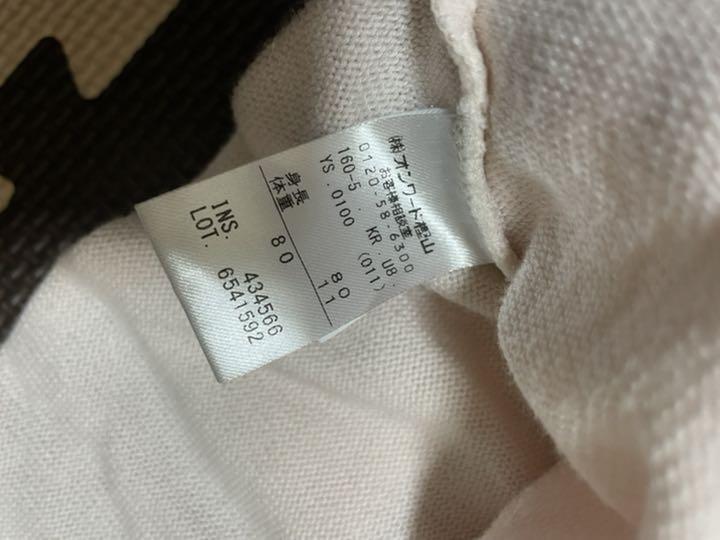 (株)オンワード樫山
お客様相談室
0120-58-6300
160-5 . KR U8 .
YS . 0100 (011)
身長 80
体重 11
80
INS. 434566
LOT. 6541592